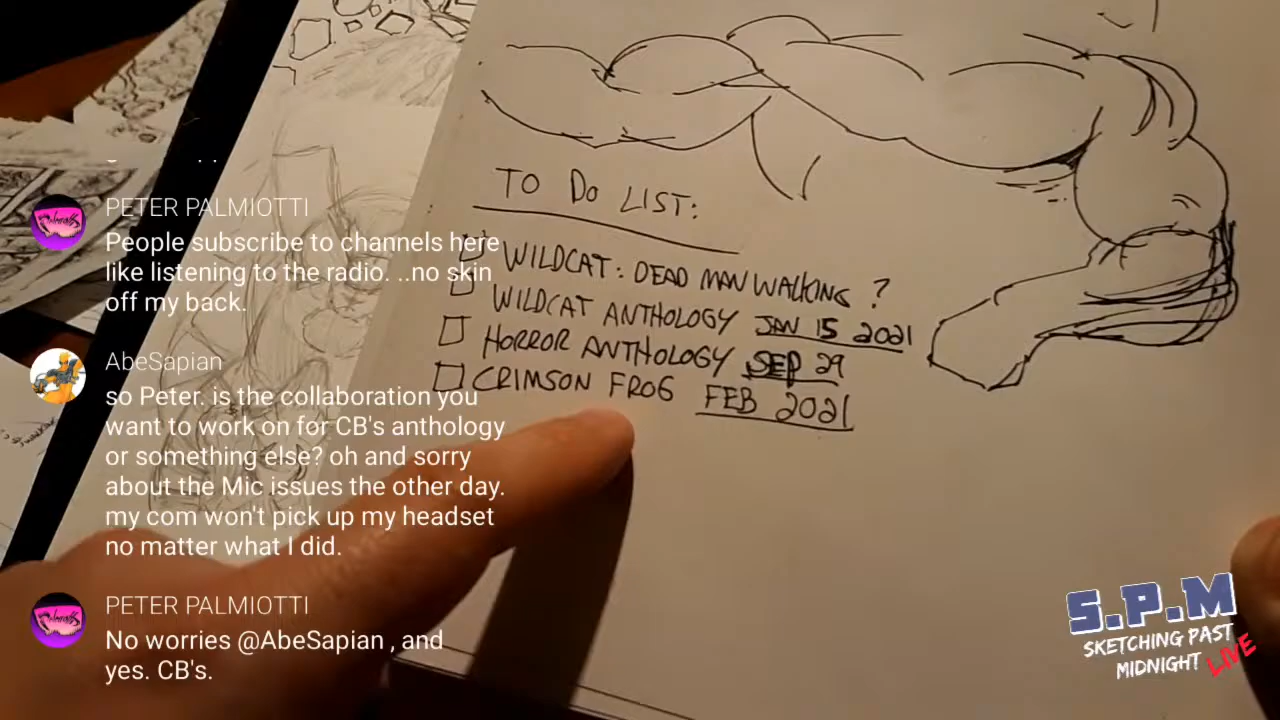 PETER PALMIOTTI
People subscribe to channels here
like listening to the radio. ..no skin
off my back.
AbeSapian
so Peter. is the collaboration you
want to work on for CB's anthology
or something else? oh and sorry
about the Mic issues the other day.
my com won't pick up my headset
no matter what I did.
PETER PALMIOTTI
No worries @AbeSapian , and
yes. CB's.
TO DO LIST:
WILDCAT: DEAD MAN WALKING ?
WILDCAT ANTHOLOGY JAN 15 2021
HORROR ANTHOLOGY SEP 29
CRIMSON FROG FEB 2021
S.P.M
SKETCHING PAST
MIDNIGHT LIVE